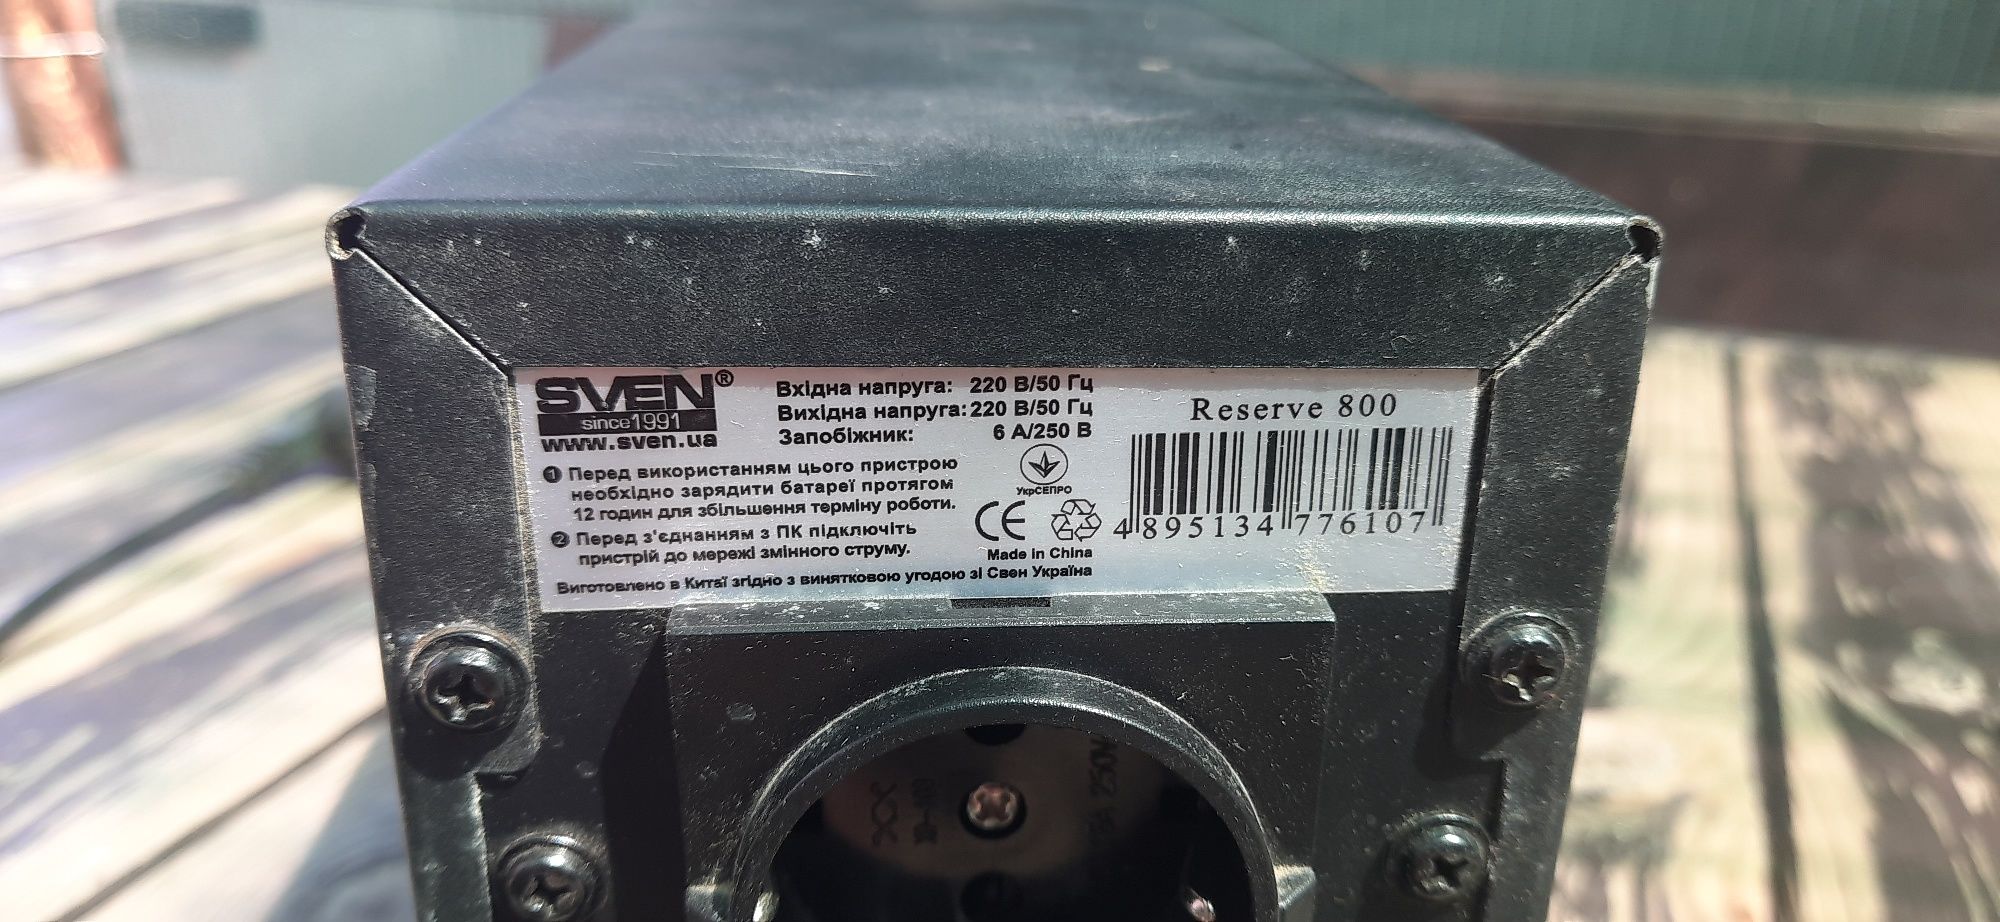 SVEN®
since 1991
www.sven.ua
Вхідна напруга: 220 В/50 Гц
Вихідна напруга: 220 В/50 Гц
Запобіжник: 6 А/250 В
❶ Перед використанням цього пристрою
необхідно зарядити батареї протягом
12 годин для збільшення терміну роботи.
❷ Перед з'єднанням з ПК підключіть
пристрій до мережі змінного струму.
УкрСЕПРО
CE
Made in China
Виготовлено в Китаї згідно з винятковою угодою зі Свен Україна
Reserve 800
4 895134 776107
250V